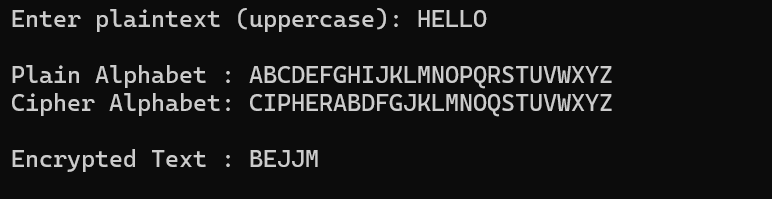 Enter plaintext (uppercase): HELLO
Plain Alphabet : ABCDEFGHIJKLMNOPQRSTUVWXYZ
Cipher Alphabet: CIPHERABDFGJKLMNOQSTUVWXYZ
Encrypted Text : BEJJM